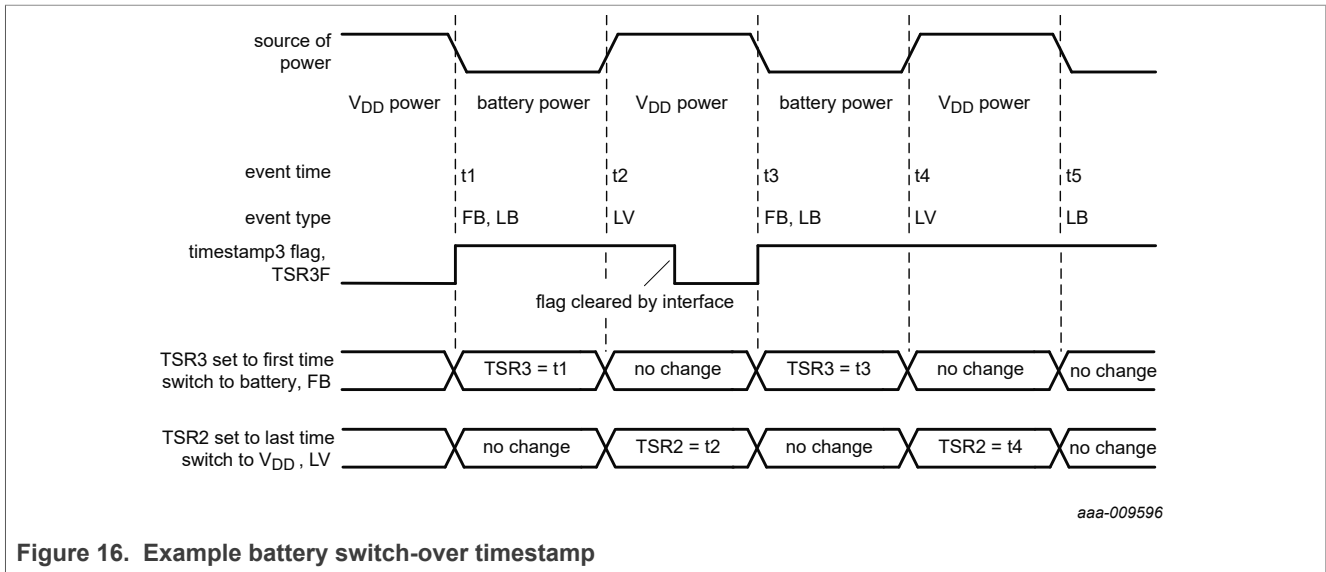 source of
power
V_DD power battery power V_DD power battery power V_DD power
event time t1 t2 t3 t4 t5
event type FB, LB LV FB, LB LV LB
timestamp3 flag,
TSR3F
flag cleared by interface
TSR3 set to first time
switch to battery, FB
TSR3 = t1 no change TSR3 = t3 no change no change
TSR2 set to last time
switch to V_DD , LV
no change TSR2 = t2 no change TSR2 = t4 no change
aaa-009596
Figure 16. Example battery switch-over timestamp